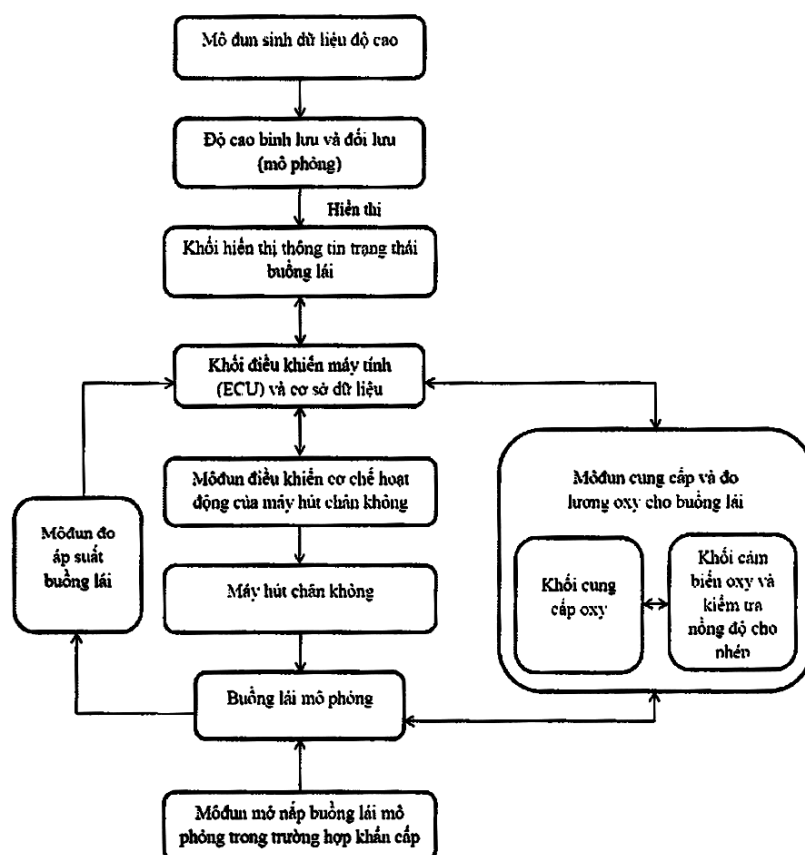 Mô đun sinh dữ liệu độ cao
Độ cao bình lưu và đối lưu
(mô phỏng)
Hiển thị
Khối hiển thị thông tin trạng thái
buồng lái
Khối điều khiển máy tính
(ECU) và cơ sở dữ liệu
Môđun điều khiển cơ chế hoạt
động của máy hút chân không
Môđun đo
áp suất
buồng lái
Máy hút chân không
Môđun cung cấp và đo
lương oxy cho buồng lái
Khối cung
cấp oxy
Khối cảm
biến oxy và
kiểm tra
nồng độ cho
phép
Buồng lái mô phỏng
Môđun mở nắp buồng lái mô
phỏng trong trường hợp khẩn cấp